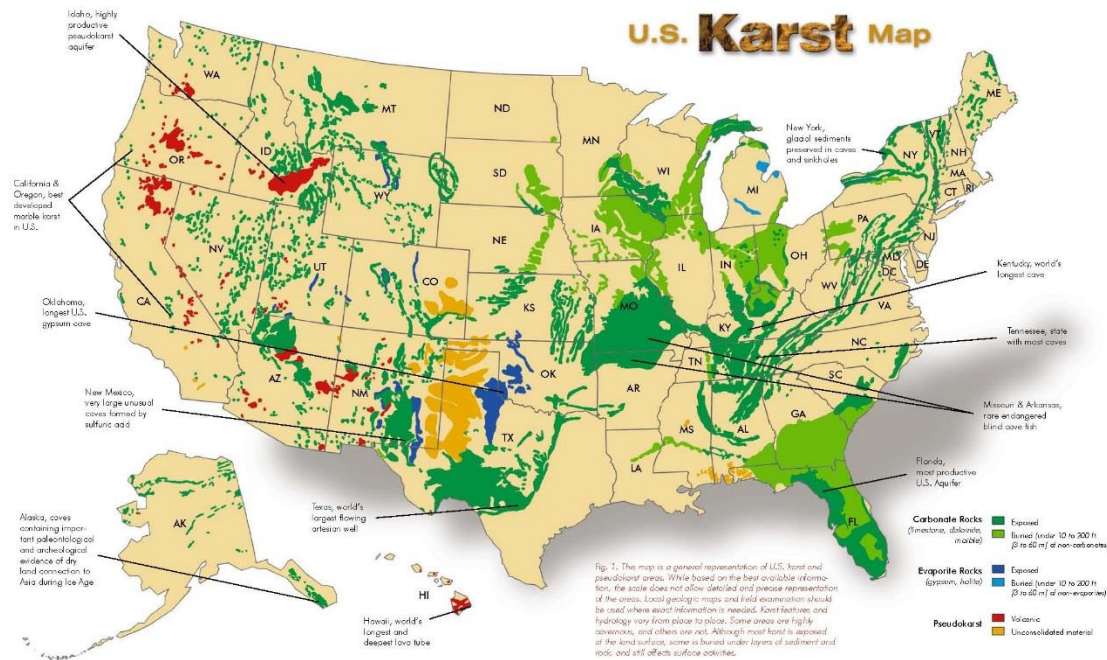 U.S. Karst Map
Idaho, highly
productive
pseudokarst
aquifer
California &
Oregon, best
developed
marble karst
in U.S.
Oklahoma,
longest U.S.
gypsum cave
New Mexico,
very large unusual
caves formed by
sulfuric acid
Alaska, caves
containing impor-
tant paleontological
and archeological
evidence of dry
land connection to
Asia during Ice Age
Texas, world's
largest flowing
artesian well
Hawaii, world's
longest and
deepest lava tube
New York,
glacial sediments
preserved in caves
and sinkholes
Kentucky, world's
longest cave
Tennessee, state
with most caves
Missouri & Arkansas,
rare endangered
blind cave fish
Florida,
most productive
U.S. Aquifer
WA
OR
ID
MT
ND
MN
WI
MI
NY
VT
ME
NH
MA
CT
RI
SD
WY
NE
IA
IL
IN
OH
PA
NJ
MD
DC
DE
WV
VA
NV
UT
CO
KS
MO
KY
CA
AZ
NM
OK
AR
TN
NC
SC
TX
LA
MS
AL
GA
FL
AK
HI
Carbonate Rocks
(limestone, dolomite,
marble)
Exposed
Buried (under 10 to 200 ft
[3 to 60 m] of non-carbonates
Evaporite Rocks
(gypsum, halite)
Exposed
Buried (under 10 to 200 ft
[3 to 60 m] of non-evaporites
Pseudokarst
Volcanic
Unconsolidated material
Fig. 1. This map is a general representation of U.S. karst and
pseudokarst areas. While based on the best available informa-
tion, the scale does not allow detailed and precise representation
of the areas. Local geologic maps and field examination should
be used where exact information is needed. Karst features and
hydrology vary from place to place. Some areas are highly
cavernous, and others are not. Although most karst is exposed
at the land surface, some is buried under layers of sediment and
rock, and still affects surface activities.